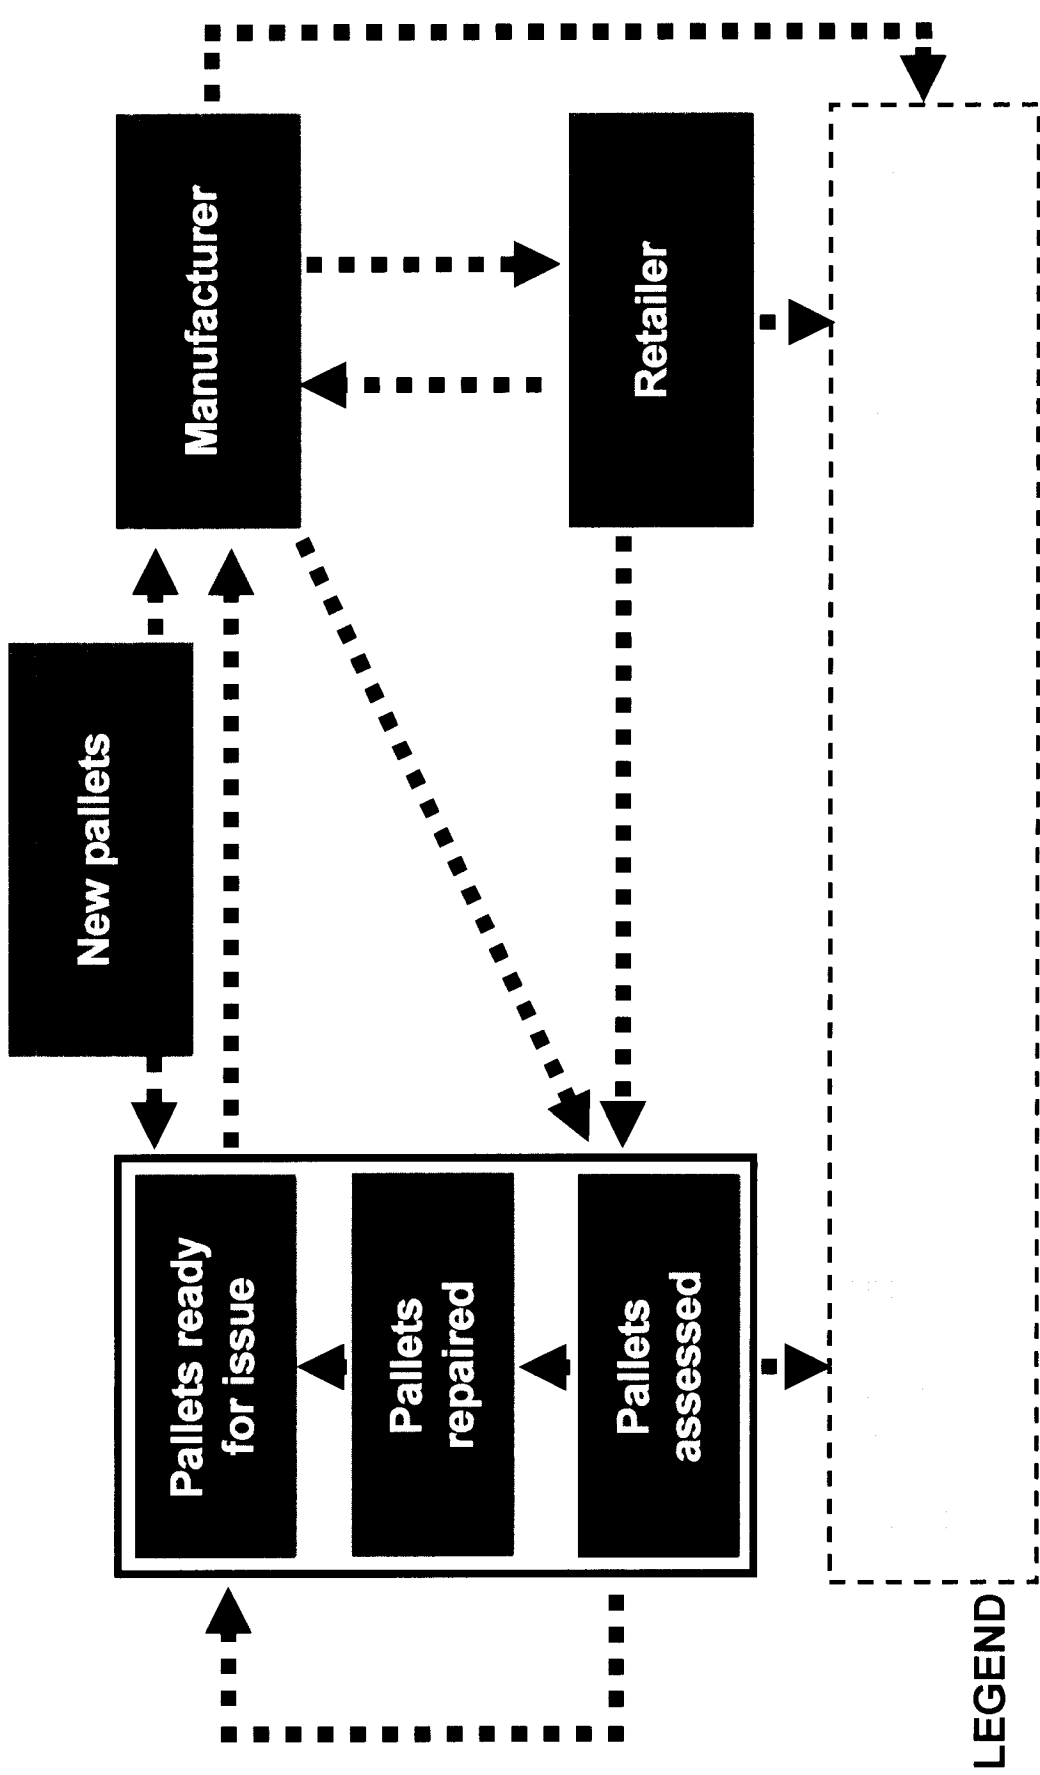 New pallets
Pallets ready
for issue
Manufacturer
Pallets
repaired
Pallets
assessed
Retailer
LEGEND